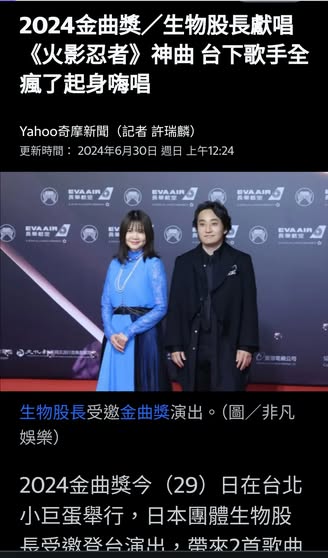 2024金曲獎／生物股長獻唱
《火影忍者》神曲 台下歌手全
瘋了起身嗨唱
Yahoo奇摩新聞（記者 許瑞麟）
更新時間： 2024年6月30日 週日 上午12:24
EVA AIR
長榮航空
EVA AIR
長榮航空
EVA AIR
長榮航空
EVA AIR
長榮航空
生物股長受邀金曲獎演出。（圖／非凡
娛樂）
2024金曲獎今（29）日在台北
小巨蛋舉行，日本團體生物股
長受邀登台演出，帶來2首歌曲